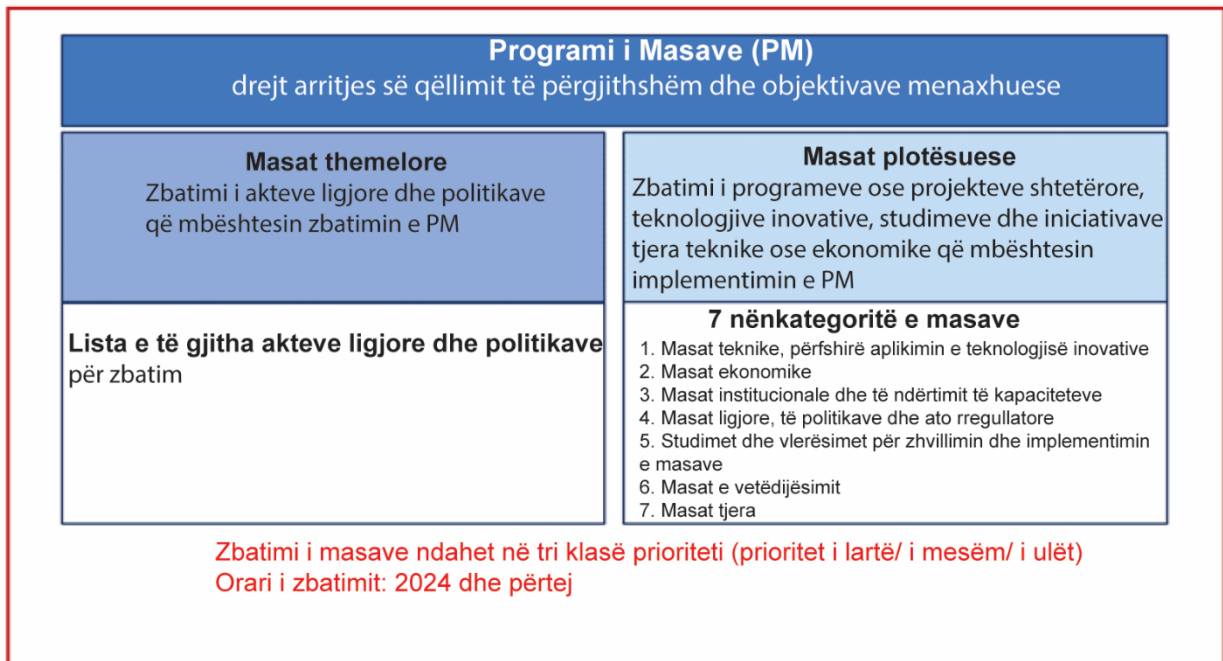 Programi i Masave (PM)
drejt arritjes së qëllimit të përgjithshëm dhe objektivave menaxhuese
Masat themelore
Zbatimi i akteve ligjore dhe politikave
që mbështesin zbatimin e PM
Masat plotësuese
Zbatimi i programeve ose projekteve shtetërore,
teknologjive inovative, studimeve dhe iniciativave
tjera teknike ose ekonomike që mbështesin
implementimin e PM
Lista e të gjitha akteve ligjore dhe politikave
për zbatim
7 nënkategoritë e masave
1. Masat teknike, përfshirë aplikimin e teknologjisë inovative
2. Masat ekonomike
3. Masat institucionale dhe të ndërtimit të kapaciteteve
4. Masat ligjore, të politikave dhe ato rregullatore
5. Studimet dhe vlerësimet për zhvillimin dhe implementimin
e masave
6. Masat e vetëdijësimit
7. Masat tjera
Zbatimi i masave ndahet në tri klasë prioriteti (prioritet i lartë/ i mesëm/ i ulët)
Orari i zbatimit: 2024 dhe përtej